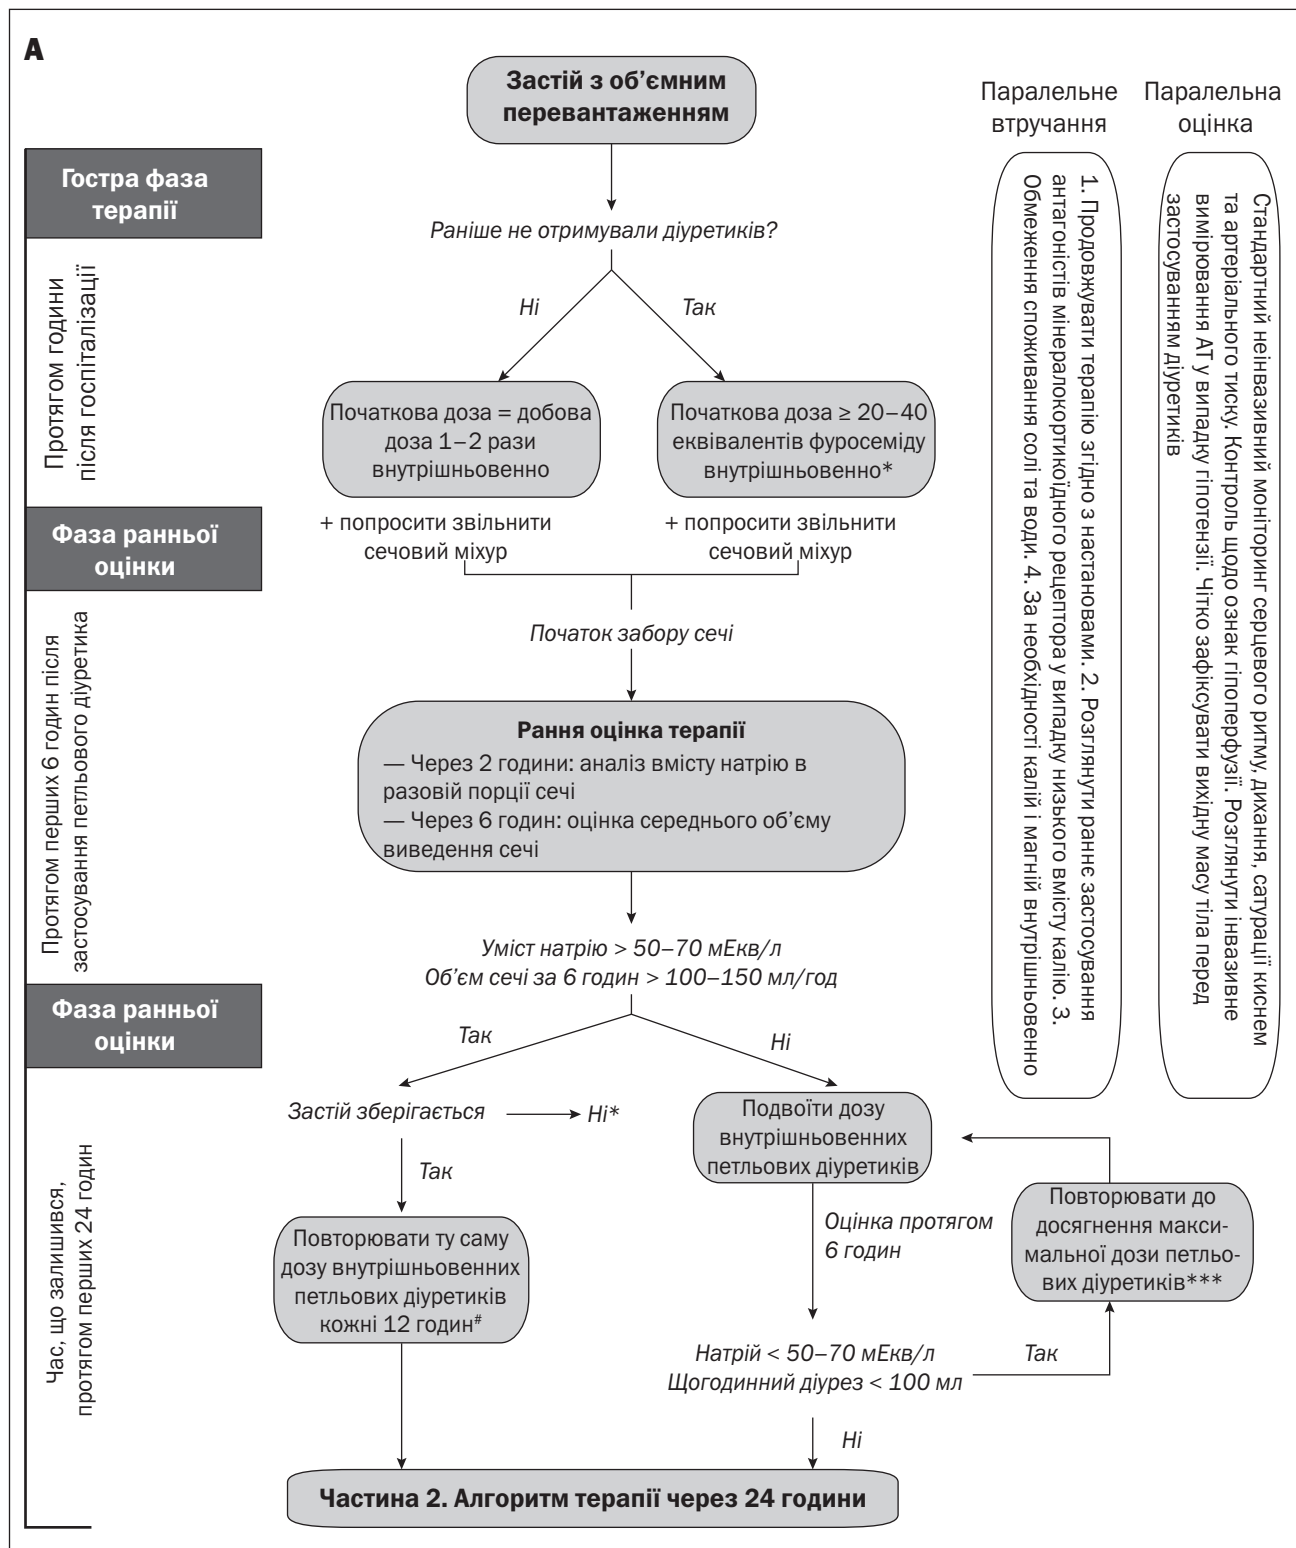 А
Застій з об’ємним
перевантаженням
Паралельне
втручання
Паралельна
оцінка
Гостра фаза
терапії
Раніше не отримували діуретиків?
Протягом години
після госпіталізації
Ні
Так
Початкова доза = добова
доза 1–2 рази
внутрішньовенно
Початкова доза ≥ 20–40
еквівалентів фуросеміду
внутрішньовенно*
+ попросити звільнити
сечовий міхур
+ попросити звільнити
сечовий міхур
Фаза ранньої
оцінки
Початок забору сечі
Протягом перших 6 годин після
застосування петльового діуретика
Рання оцінка терапії
— Через 2 години: аналіз вмісту натрію в
разовій порції сечі
— Через 6 годин: оцінка середнього об’єму
виведення сечі
Уміст натрію > 50–70 мЕкв/л
Об’єм сечі за 6 годин > 100–150 мл/год
Фаза ранньої
оцінки
Так
Ні
Час, що залишився,
протягом перших 24 годин
Застій зберігається
Ні*
Так
Повторювати ту саму
дозу внутрішньовенних
петльових діуретиків
кожні 12 годин#
Подвоїти дозу
внутрішньовенних
петльових діуретиків
Оцінка протягом
6 годин
Повторювати до
досягнення макси-
мальної дози петльо-
вих діуретиків***
Натрій < 50–70 мЕкв/л
Щогодинний діурез < 100 мл
Так
Ні
Частина 2. Алгоритм терапії через 24 години
1. Продовжувати терапію згідно з настановами. 2. Розглянути раннє застосування
антагоністів мінералокортикоїдного рецептора у випадку низького вмісту калію. 3.
Обмеження споживання солі та води. 4. За необхідності калій і магній внутрішньовенно
Стандартний неінвазивний моніторинг серцевого ритму, дихання, сатурації киснем
та артеріального тиску. Контроль щодо ознак гіпоперфузії. Розглянути інвазивне
вимірювання АТ у випадку гіпотензії. Чітко зафіксувати вихідну масу тіла перед
застосуванням діуретиків